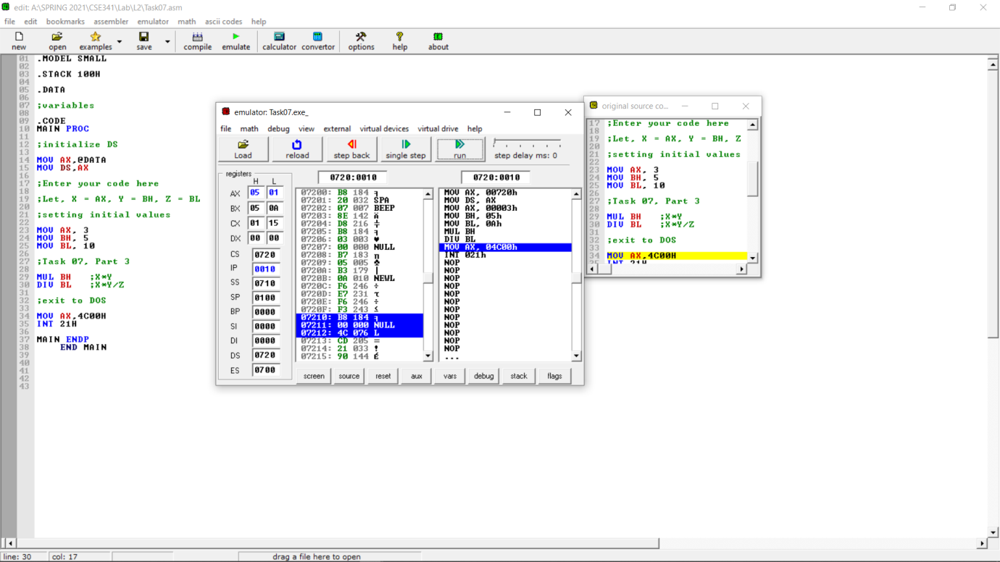 edit: A:\SPRING 2021\CSE341\Lab\L2\Task07.asm
file edit bookmarks assembler emulator math ascii codes help
new open examples save compile emulate calculator convertor options help about
01 .MODEL SMALL
02
03 .STACK 100H
04
05 .DATA
06
07 ;variables
08
09 .CODE
10 MAIN PROC
11
12 ;initialize DS
13
14 MOV AX,@DATA
15 MOV DS,AX
16
17 ;Enter your code here
18
19 ;Let, X = AX, Y = BH, Z = BL
20
21 ;setting initial values
22
23 MOV AX, 3
24 MOV BH, 5
25 MOV BL, 10
26
27 ;Task 07, Part 3
28
29 MUL BH ;X*Y
30 DIV BL ;X*Y/Z
31
32 ;exit to DOS
33
34 MOV AX,4C00H
35 INT 21H
36
37 MAIN ENDP
38 END MAIN
39
40
41
42
43
emulator: Task07.exe_
file math debug view external virtual devices virtual drive help
Load reload step back single step run step delay ms: 0
registers
H L
AX 05 01
BX 05 0A
CX 01 15
DX 00 00
CS 0720
IP 0010
SS 0710
SP 0100
BP 0000
SI 0000
DI 0000
DS 0720
ES 0700
0720:0010
07200: B8 184 ╕
07201: 20 032 SPA
07202: 07 007 BEEP
07203: 8E 142 Ä
07204: D8 216 ╪
07205: B8 184 ╕
07206: 03 003 ♥
07207: 00 000 NULL
07208: B7 183 ╖
07209: 05 005 ♣
0720A: B3 179 │
0720B: 0A 010 NEWL
0720C: F6 246 ÷
0720D: E7 231 τ
0720E: F6 246 ÷
0720F: F3 243 ≤
07210: B8 184 ╕
07211: 00 000 NULL
07212: 4C 076 L
07213: CD 205 ═
07214: 21 033 !
07215: 90 144 É
0720:0010
MOV AX, 00720h
MOV DS, AX
MOV AX, 00003h
MOV BH, 05h
MOV BL, 0Ah
MUL BH
DIV BL
MOV AX, 04C00h
INT 021h
NOP
NOP
NOP
NOP
NOP
NOP
NOP
NOP
NOP
NOP
NOP
NOP
...
screen source reset aux vars debug stack flags
original source co...
17 ;Enter your code here
18
19 ;Let, X = AX, Y = BH, Z
20
21 ;setting initial values
22
23 MOV AX, 3
24 MOV BH, 5
25 MOV BL, 10
26
27 ;Task 07, Part 3
28
29 MUL BH ;X*Y
30 DIV BL ;X*Y/Z
31
32 ;exit to DOS
33
34 MOV AX,4C00H
35 INT 21H
line: 30 col: 17 drag a file here to open